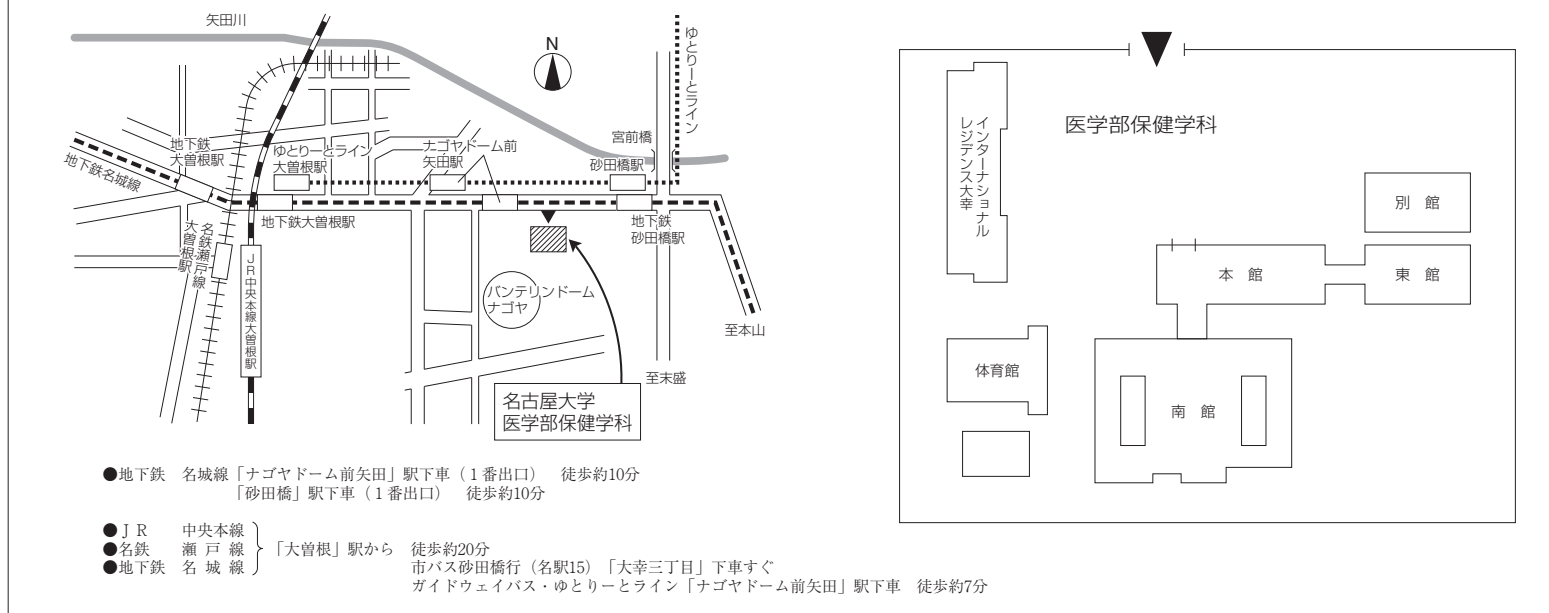 矢田川
N
ゆとりーとライン
宮前橋
地下鉄
大曽根駅
ゆとりーとライン
大曽根駅
ナゴヤドーム前
矢田駅
砂田橋駅
地下鉄名城線
地下鉄大曽根駅
地下鉄
砂田橋駅
名鉄瀬戸線
大曽根駅
JR中央本線大曽根駅
バンテリンドーム
ナゴヤ
至本山
至末盛
名古屋大学
医学部保健学科
医学部保健学科
インターナショナル
レジデンス大幸
別 館
本 館
東 館
体育館
南 館
●地下鉄 名城線「ナゴヤドーム前矢田」駅下車(1番出口) 徒歩約10分
「砂田橋」駅下車(1番出口) 徒歩約10分
●JR 中央本線
●名鉄 瀬戸線 「大曽根」駅から 徒歩約20分
●地下鉄 名城線 市バス砂田橋行(名駅15)「大幸三丁目」下車すぐ
ガイドウェイバス・ゆとりーとライン「ナゴヤドーム前矢田」駅下車 徒歩約7分